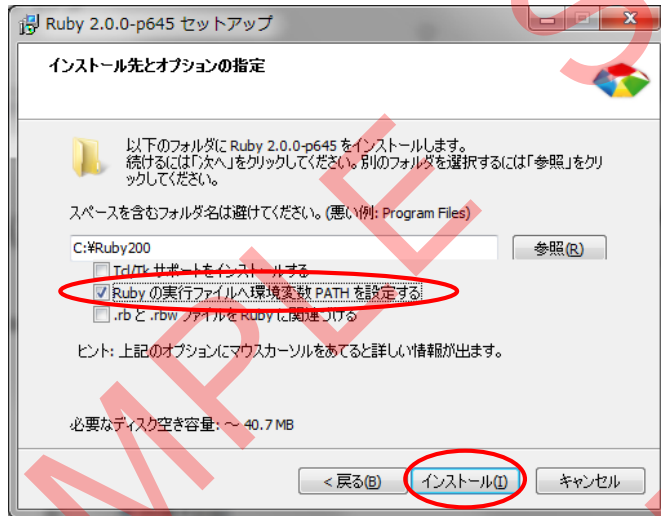 Ruby 2.0.0-p645 セットアップ
インストール先とオプションの指定
以下のフォルダに Ruby 2.0.0-p645 をインストールします。
続けるには「次へ」をクリックしてください。別のフォルダを選択するには「参照」をクリ
ックしてください。
スペースを含むフォルダ名は避けてください。(悪い例: Program Files)
C:¥Ruby200
参照(R)
Tcl/Tk サポートをインストールする
Ruby の実行ファイルへ環境変数 PATH を設定する
.rb と .rbw ファイルを Ruby に関連づける
ヒント: 上記のオプションにマウスカーソルをあてると詳しい情報が出ます。
必要なディスク空き容量: ~ 40.7 MB
< 戻る(B)
インストール(I)
キャンセル